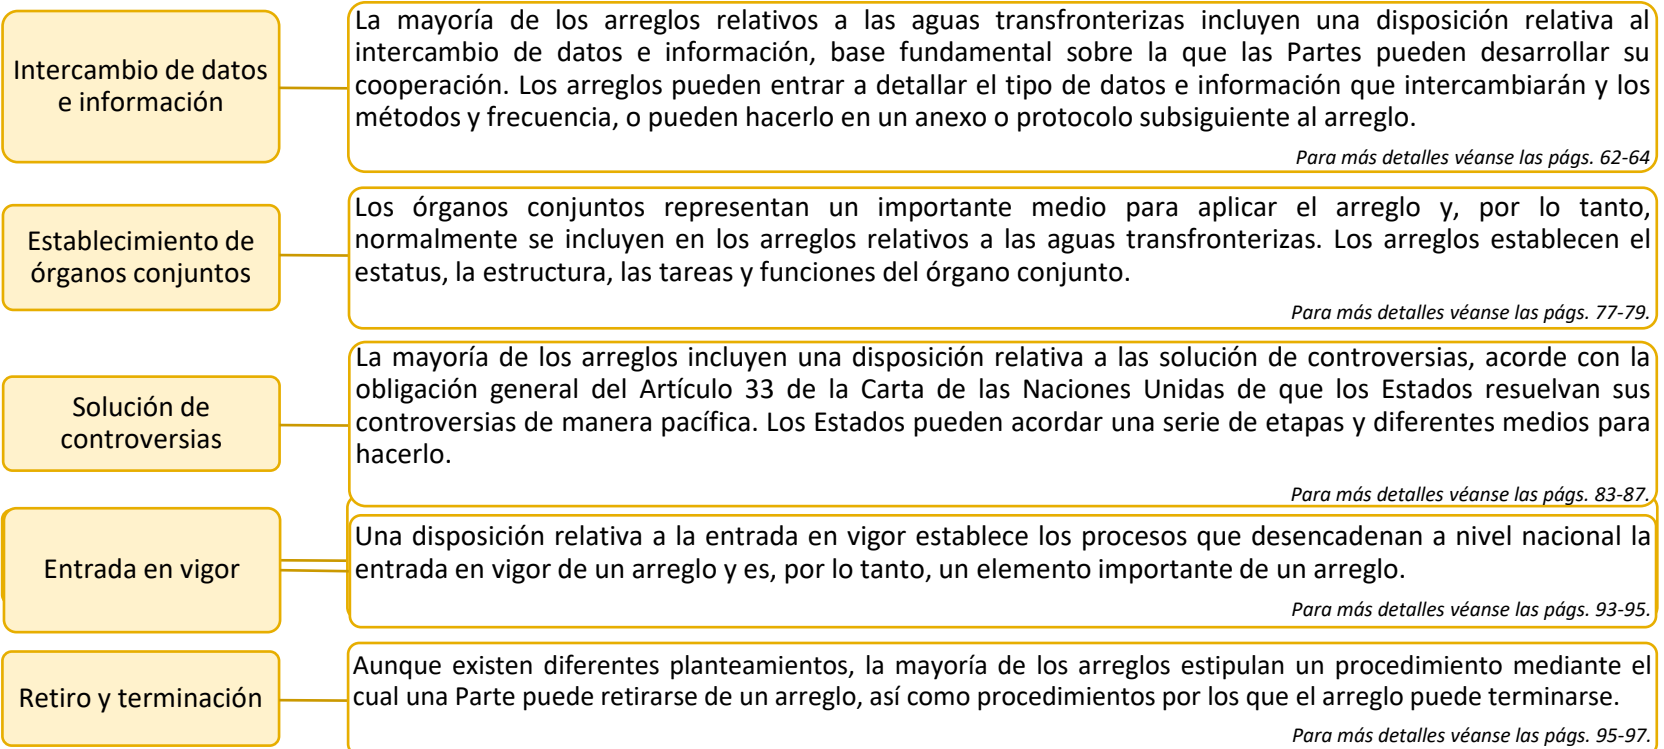 Intercambio de datos
e información
La mayoría de los arreglos relativos a las aguas transfronterizas incluyen una disposición relativa al
intercambio de datos e información, base fundamental sobre la que las Partes pueden desarrollar su
cooperación. Los arreglos pueden entrar a detallar el tipo de datos e información que intercambiarán y los
métodos y frecuencia, o pueden hacerlo en un anexo o protocolo subsiguiente al arreglo.
Para más detalles véanse las págs. 62-64
Establecimiento de
órganos conjuntos
Los órganos conjuntos representan un importante medio para aplicar el arreglo y, por lo tanto,
normalmente se incluyen en los arreglos relativos a las aguas transfronterizas. Los arreglos establecen el
estatus, la estructura, las tareas y funciones del órgano conjunto.
Para más detalles véanse las págs. 77-79.
Solución de
controversias
La mayoría de los arreglos incluyen una disposición relativa a las solución de controversias, acorde con la
obligación general del Artículo 33 de la Carta de las Naciones Unidas de que los Estados resuelvan sus
controversias de manera pacífica. Los Estados pueden acordar una serie de etapas y diferentes medios para
hacerlo.
Para más detalles véanse las págs. 83-87.
Entrada en vigor
Una disposición relativa a la entrada en vigor establece los procesos que desencadenan a nivel nacional la
entrada en vigor de un arreglo y es, por lo tanto, un elemento importante de un arreglo.
Para más detalles véanse las págs. 93-95.
Retiro y terminación
Aunque existen diferentes planteamientos, la mayoría de los arreglos estipulan un procedimiento mediante el
cual una Parte puede retirarse de un arreglo, así como procedimientos por los que el arreglo puede terminarse.
Para más detalles véanse las págs. 95-97.